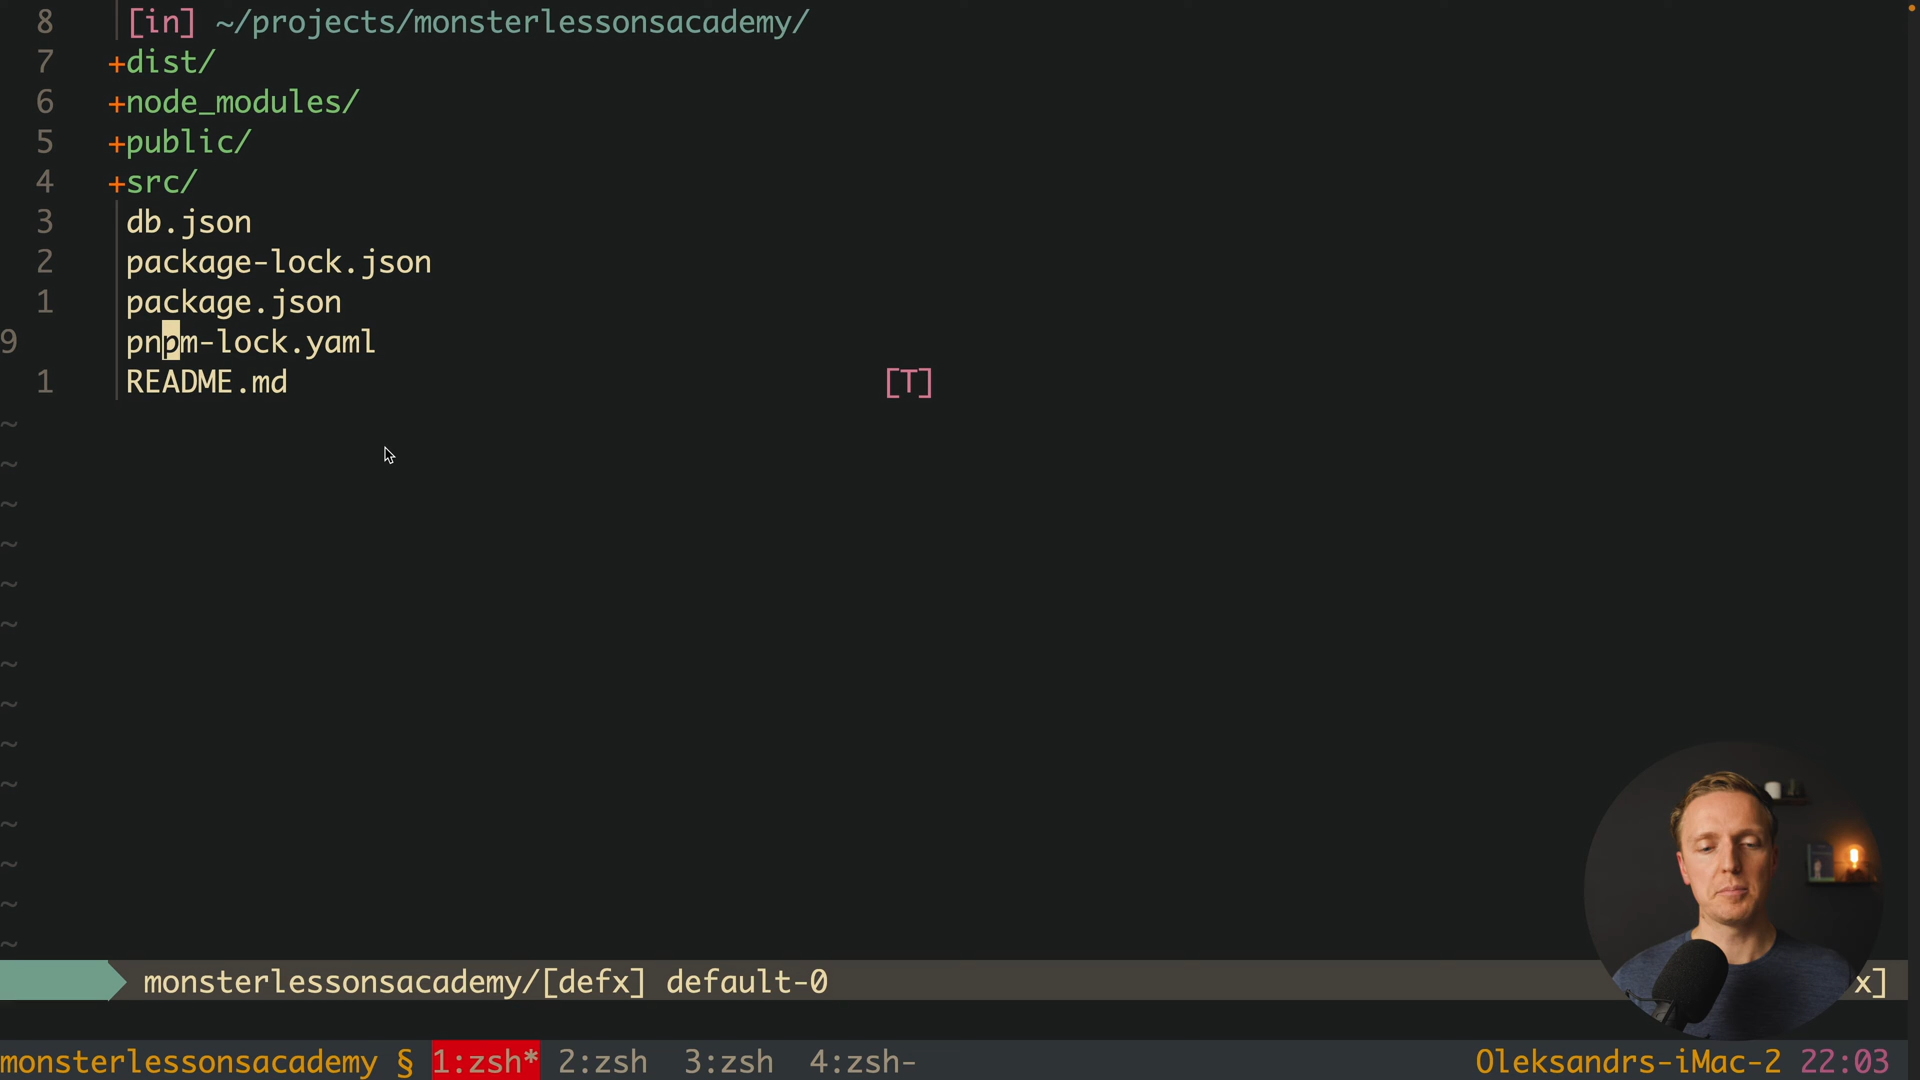 8 [in] ~/projects/monsterlessonsacademy/
7 +dist/
6 +node_modules/
5 +public/
4 +src/
3 db.json
2 package-lock.json
1 package.json
9 pnpm-lock.yaml
1 README.md [T]
~
~
~
~
~
~
~
~
~
~
~
~
~
~
monsterlessonsacademy/[defx] default-0 x]
monsterlessonsacademy § 1:zsh* 2:zsh 3:zsh 4:zsh- Oleksandrs-iMac-2 22:03